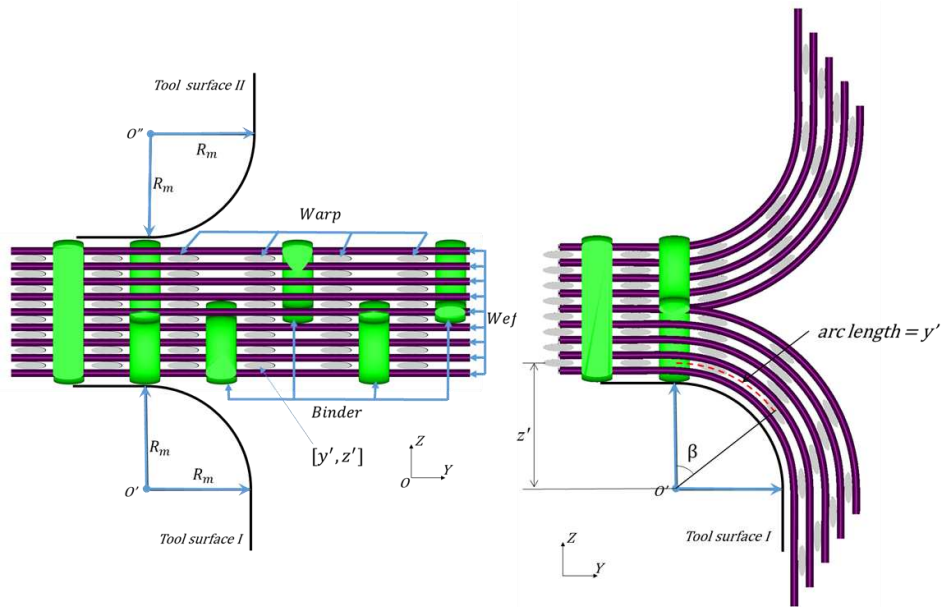 Tool surface II
O"
R_m
R_m
Warp
Wef
Binder
[y', z']
R_m
R_m
O'
Z
O
Y
Tool surface I
arc length = y'
z'
β
O'
Tool surface I
Z
Y